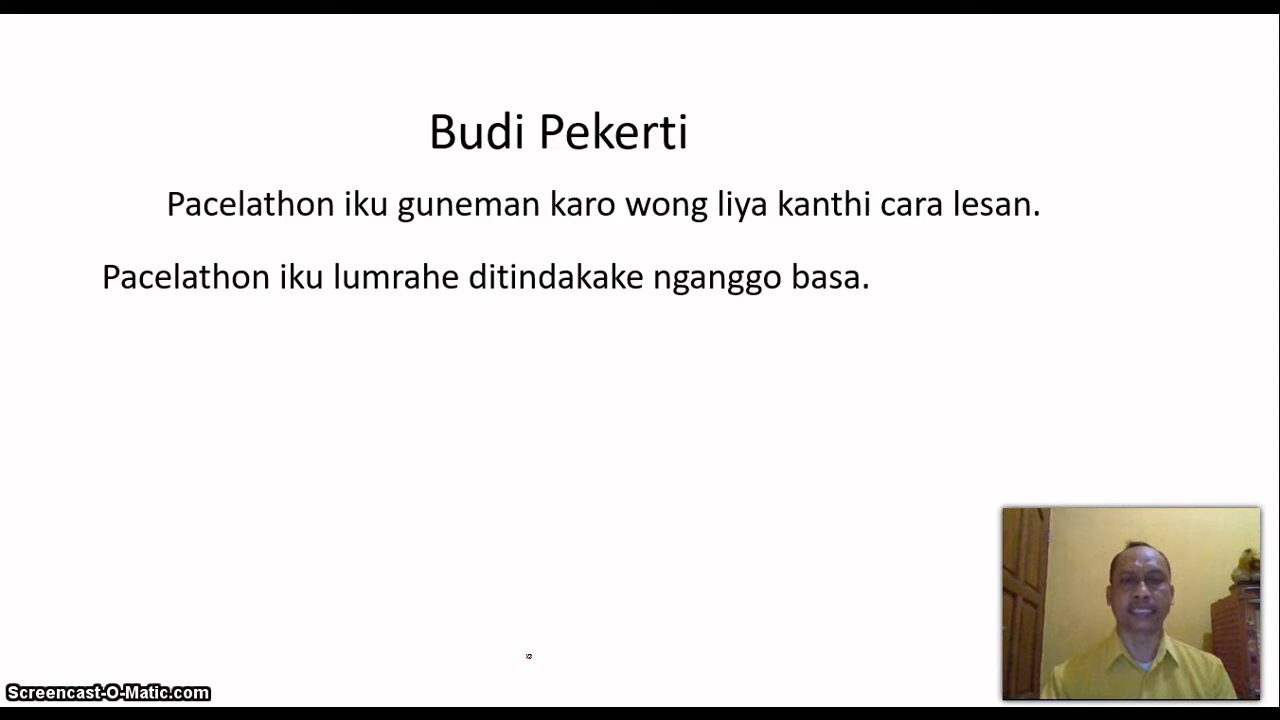 Budi Pekerti
Pacelathon iku guneman karo wong liya kanthi cara lesan.
Pacelathon iku lumrahe ditindakake nganggo basa.
Screencast-O-Matic.com